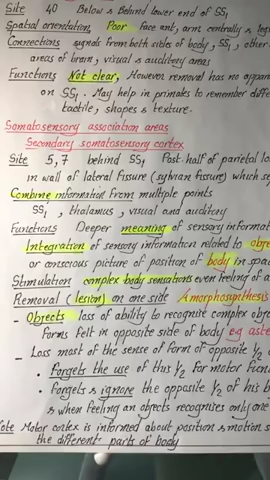 Site 40 Below & Behind lower end of SS1
Spatial orientation Poor Face ant, arm centrally & legs
Connections signals from both side of body, SS1, other
areas of brain, visual & auditory areas
Functions Not clear, However removal has no appar
on SS1. May help in primates to remember differ
tactile, shapes & texture.
Somatosensory association areas
Secondary somatosensory cortex
Site 5,7 behind SS1 Post half of parietal lo
in wall of lateral fissure (sylvian fissure) which se
Combine information from multiple points
SS1, thalamus, visual and auditory
Functions Deeper meaning of sensory informat
Integration of sensory information related to obje
or conscious picture of position of body in spa
Stimulation complex body sensations even feeling of a
Removal (lesion) on one side Amorphosynthesis
- Objects loss of ability to recognise complex obj
forms felt in opposite side of body eg aste
- Loss most of the sense of form of opposite 1/2
• Forgets the use of this 1/2 for motor func
• Forgets & ignore the opposite 1/2 of his b
& when feeling an objects recognises only one
Note Motor cortex is informed about position & motion
the different parts of body